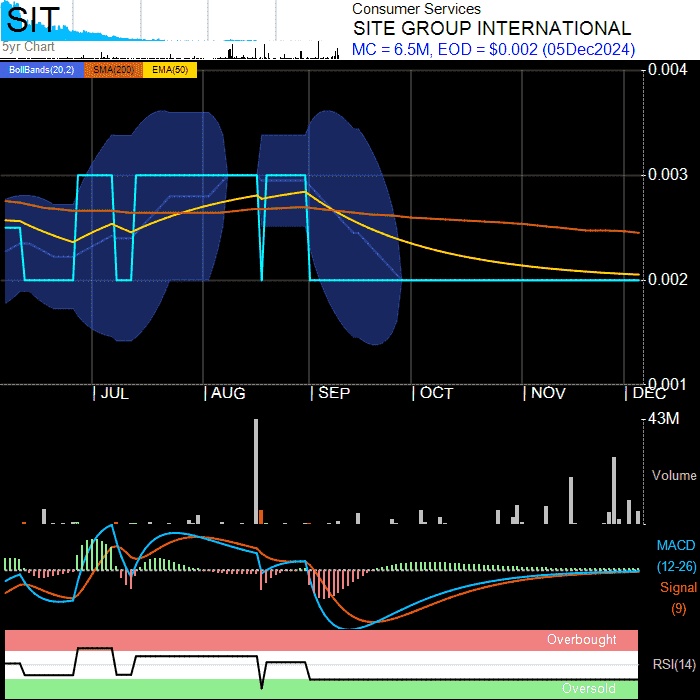 SIT
5yr Chart
Consumer Services
SITE GROUP INTERNATIONAL
MC = 6.5M, EOD = $0.002 (05Dec2024)
BollBands(20,2) SMA(200) EMA(50)
0.004
0.003
0.002
0.001
JUL AUG SEP OCT NOV DEC
43M
Volume
MACD
(12-26)
Signal
(9)
Overbought
RSI(14)
Oversold